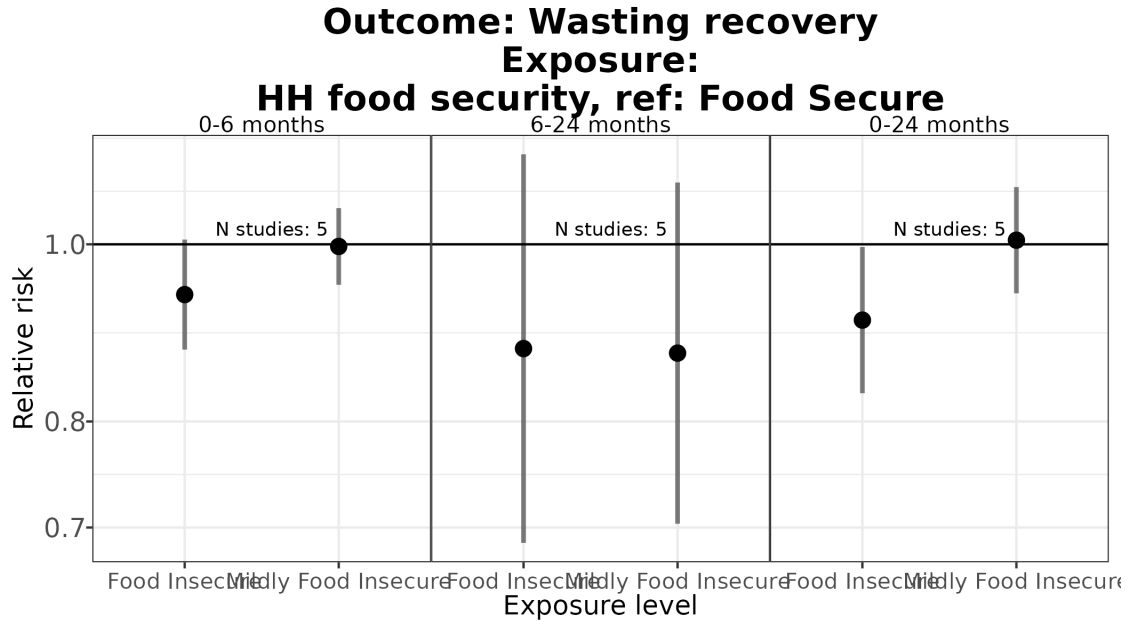 Outcome: Wasting recovery
Exposure:
HH food security, ref: Food Secure
0-6 months
6-24 months
0-24 months
N studies: 5
N studies: 5
N studies: 5
1.0
0.8
0.7
Relative risk
Food Insecure
Mildly Food Insecure
Food Insecure
Mildly Food Insecure
Food Insecure
Mildly Food Insecure
Exposure level